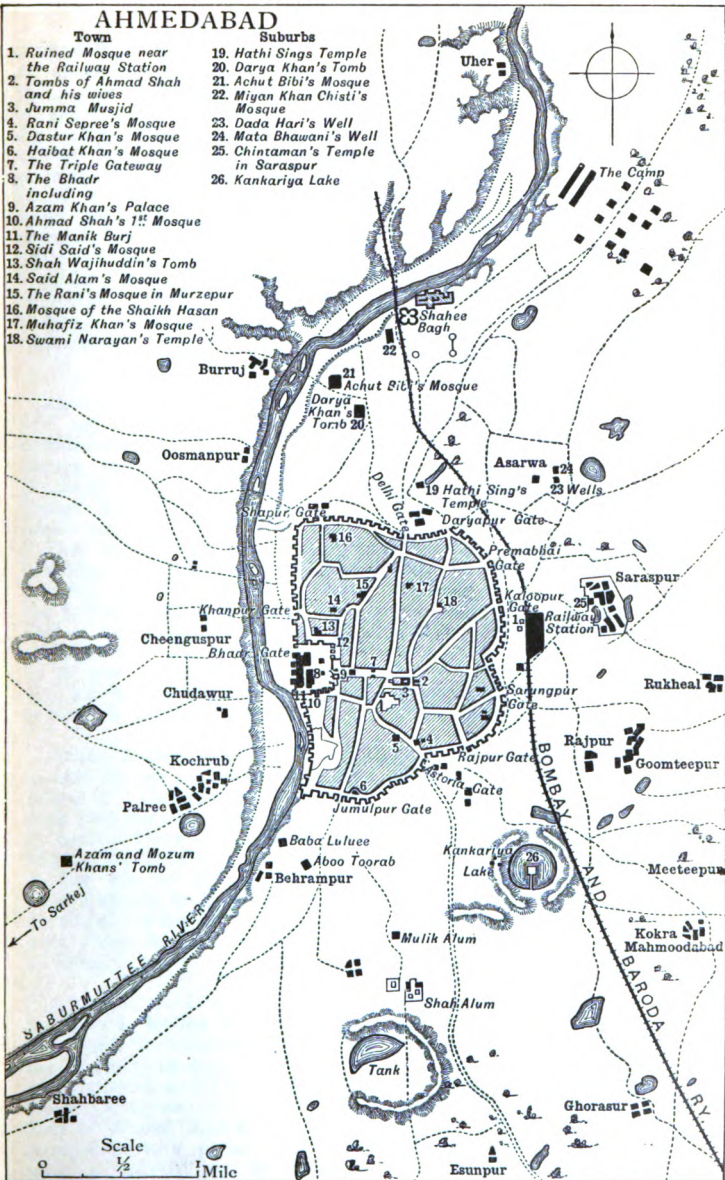 AHMEDABAD
Town
1. Ruined Mosque near
the Railway Station
2. Tombs of Ahmad Shah
and his wives
3. Jumma Musjid
4. Rani Sepree's Mosque
5. Dastur Khan's Mosque
6. Haibat Khan's Mosque
7. The Triple Gateway
8. The Bhadr
including
9. Azam Khan's Palace
10. Ahmad Shah's 1st Mosque
11. The Manik Burj
12. Sidi Said's Mosque
13. Shah Wajihuddin's Tomb
14. Said Alam's Mosque
15. The Rani's Mosque in Murzepur
16. Mosque of the Shaikh Hasan
17. Muhafiz Khan's Mosque
18. Swami Narayan's Temple
Suburbs
19. Hathi Sings Temple
20. Darya Khan's Tomb
21. Achut Bibi's Mosque
22. Miyan Khan Chisti's
Mosque
23. Dada Hari's Well
24. Mata Bhawani's Well
25. Chintaman's Temple
in Saraspur
26. Kankariya Lake
Uher
The Camp
Shahee
Bagh
22
Burruj
21
Achut Bibi's Mosque
Darya
Khan's
Tomb 20
Oosmanpur
Asarwa
24
23 Wells
19 Hathi Sing's
Temple
Delhi Gate
Daryapur Gate
Shapur Gate
16
Premabhai
Gate
Saraspur
25
15
17
14
18
Khanpur Gate
Kaloopur
Gate
1
Railway
Station
13
12
Cheenguspur
Bhadr Gate
8
9
7
3
2
11
10
Sarungpur
Gate
Rukheal
Chudawur
5
4
Rajpur Gate
Rajpur
Goomteepur
Kochrub
Palree
6
Astoria Gate
Jumulpur Gate
Baba Luluee
Kankariya
Lake
26
Azam and Mozum
Khans' Tomb
Aboo Toorab
Behrampur
Meeteepur
To Sarkej
Kokra
Mahmoodabad
Mulik Alum
SABURMUTTEE RIVER
BOMBAY AND BARODA RY
Shah Alum
Tank
Shahbaree
Ghorasur
Esunpur
Scale
0 1/2 1 Mile